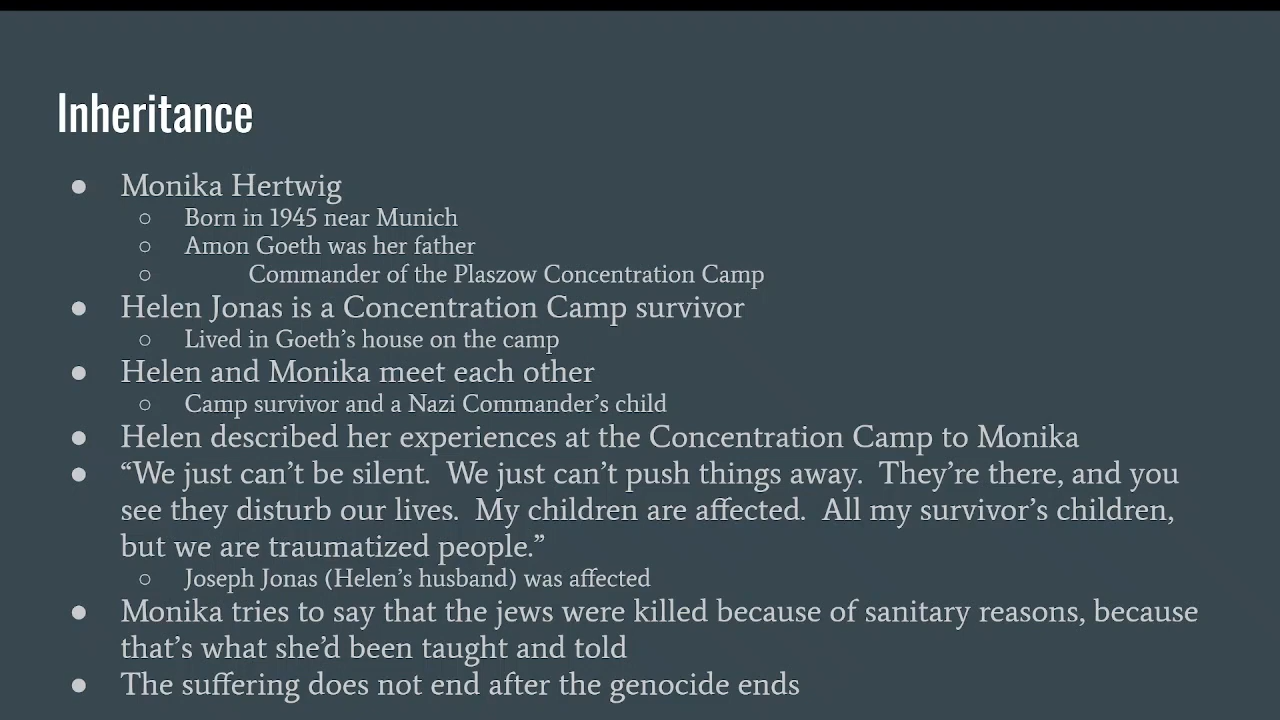 Inheritance
● Monika Hertwig
○ Born in 1945 near Munich
○ Amon Goeth was her father
○ Commander of the Plaszow Concentration Camp
● Helen Jonas is a Concentration Camp survivor
○ Lived in Goeth’s house on the camp
● Helen and Monika meet each other
○ Camp survivor and a Nazi Commander’s child
● Helen described her experiences at the Concentration Camp to Monika
● “We just can’t be silent.  We just can’t push things away.  They’re there, and you
see they disturb our lives.  My children are affected.  All my survivor’s children,
but we are traumatized people.”
○ Joseph Jonas (Helen’s husband) was affected
● Monika tries to say that the jews were killed because of sanitary reasons, because
that’s what she’d been taught and told
● The suffering does not end after the genocide ends